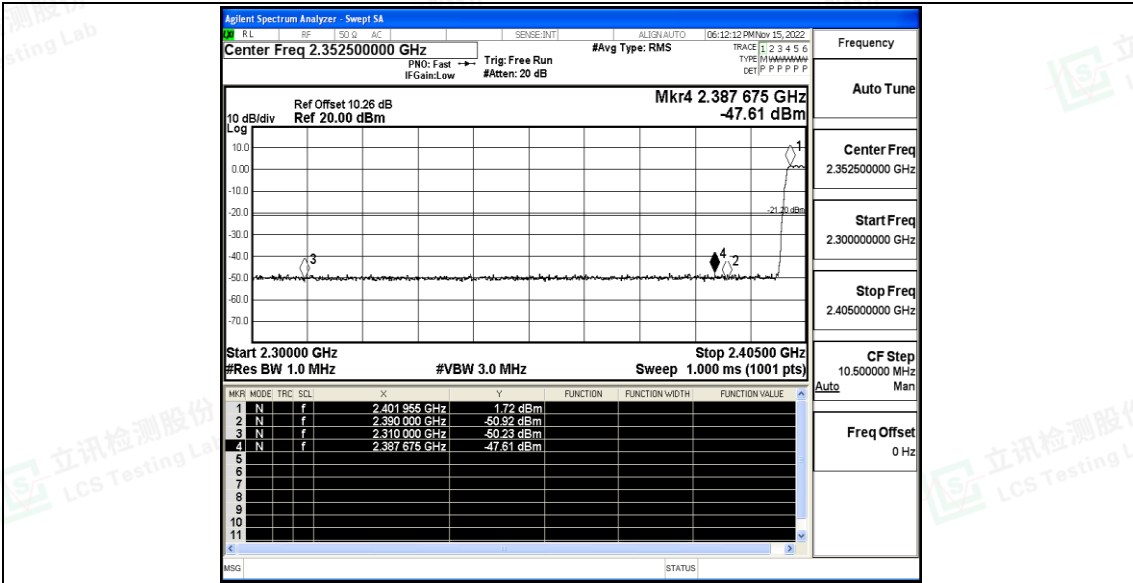 Agilent Spectrum Analyzer - Swept SA
RL RF 50 Ω AC SENSE:INT ALIGN AUTO 06:12:12 PM Nov 15, 2022
Center Freq 2.352500000 GHz
#Avg Type: RMS
TRACE 1 2 3 4 5 6
TYPE M WWWWW
DET P P P P P P
PNO: Fast
IFGain:Low
Trig: Free Run
#Atten: 20 dB
Frequency
Auto Tune
Mkr4 2.387 675 GHz
-47.61 dBm
Ref Offset 10.26 dB
10 dB/div Ref 20.00 dBm
Log
10.0
0.00
-10.0
-20.0
-30.0
-40.0
-50.0
-60.0
-70.0
1
-21.20 dBm
3
4
2
Start 2.30000 GHz
Stop 2.40500 GHz
#Res BW 1.0 MHz
#VBW 3.0 MHz
Sweep 1.000 ms (1001 pts)
Center Freq
2.352500000 GHz
Start Freq
2.300000000 GHz
Stop Freq
2.405000000 GHz
CF Step
10.500000 MHz
Auto Man
Freq Offset
0 Hz
MKR MODE TRC SCL X Y FUNCTION FUNCTION WIDTH FUNCTION VALUE
1 N f 2.401 955 GHz 1.72 dBm
2 N f 2.390 000 GHz -50.92 dBm
3 N f 2.310 000 GHz -50.23 dBm
4 N f 2.387 675 GHz -47.61 dBm
5
6
7
8
9
10
11
MSG
STATUS
立讯检测股份
LCS Testing Lab
立讯检测股份
LCS Testing L